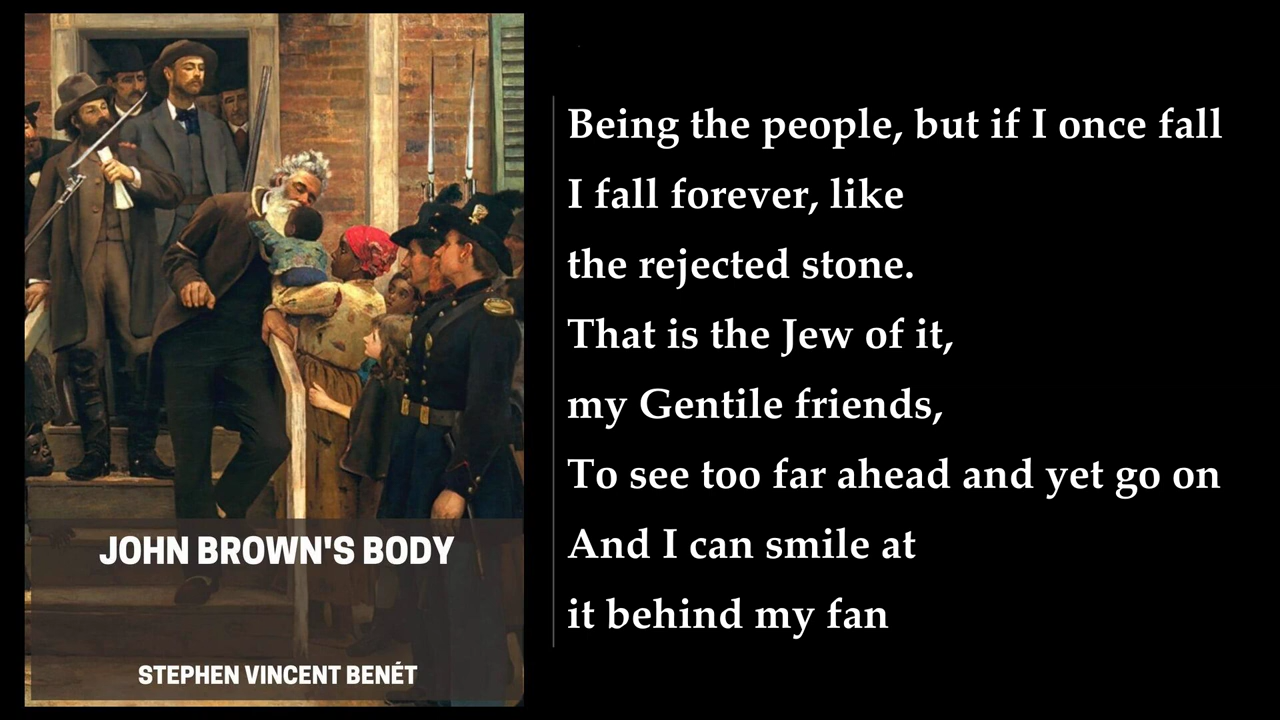 JOHN BROWN'S BODY
STEPHEN VINCENT BENÉT
Being the people, but if I once fall
I fall forever, like
the rejected stone.
That is the Jew of it,
my Gentile friends,
To see too far ahead and yet go on
And I can smile at
it behind my fan